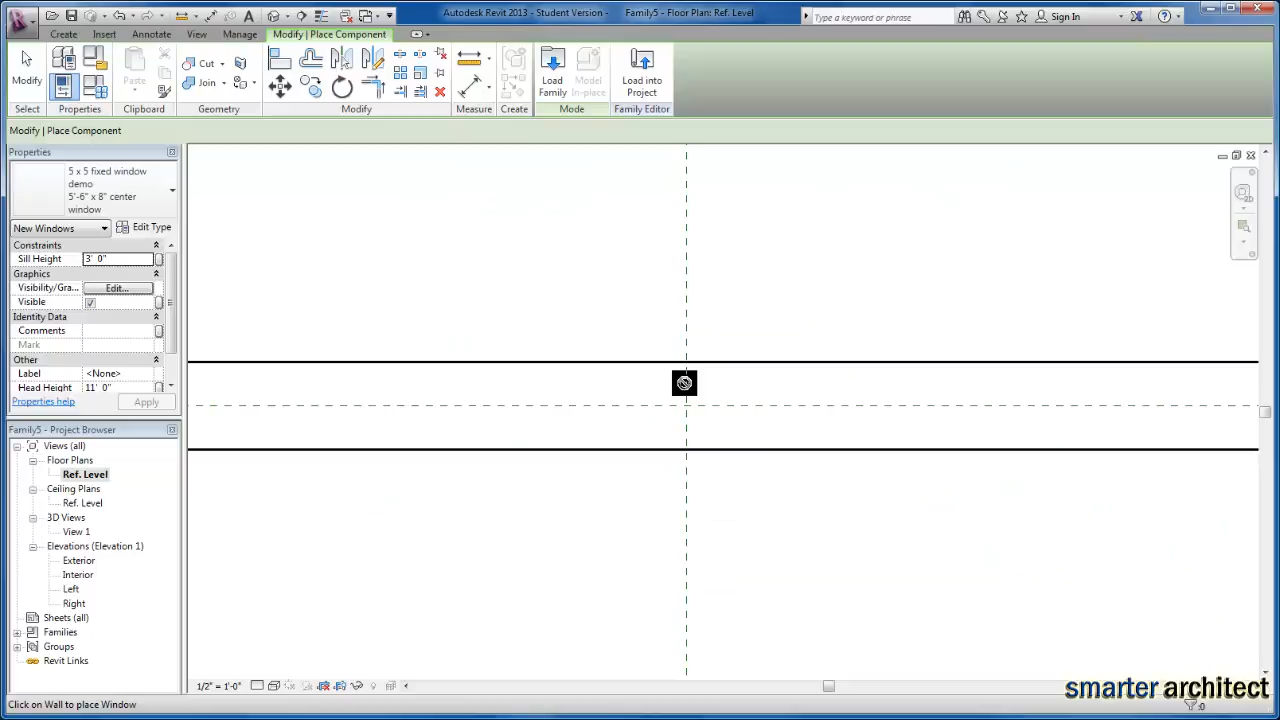 Autodesk Revit 2013 - Student Version - Family5 - Floor Plan: Ref. Level
Type a keyword or phrase
Sign In
Create Insert Annotate View Manage Modify | Place Component
Modify
Paste
Cut
Join
Load Family
Model In-place
Load into Project
Select Properties Clipboard Geometry Modify Measure Create Mode Family Editor
Modify | Place Component
Properties
5 x 5 fixed window
demo
5'-6" x 8" center
window
New Windows Edit Type
Constraints
Sill Height 3' 0"
Graphics
Visibility/Gra... Edit...
Visible
Identity Data
Comments
Mark
Other
Label <None>
Head Height 11' 0"
Properties help Apply
Family5 - Project Browser
Views (all)
Floor Plans
Ref. Level
Ceiling Plans
Ref. Level
3D Views
View 1
Elevations (Elevation 1)
Exterior
Interior
Left
Right
Sheets (all)
Families
Groups
Revit Links
2D
1/2" = 1'-0"
smarter architect
Click on Wall to place Window
:0